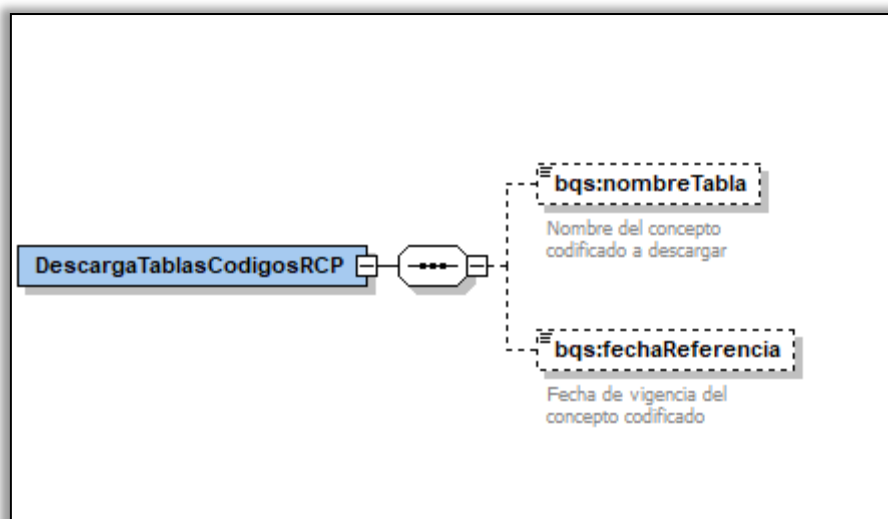 bqs:nombreTabla
Nombre del concepto
codificado a descargar
DescargaTablasCodigosRCP
bqs:fechaReferencia
Fecha de vigencia del
concepto codificado